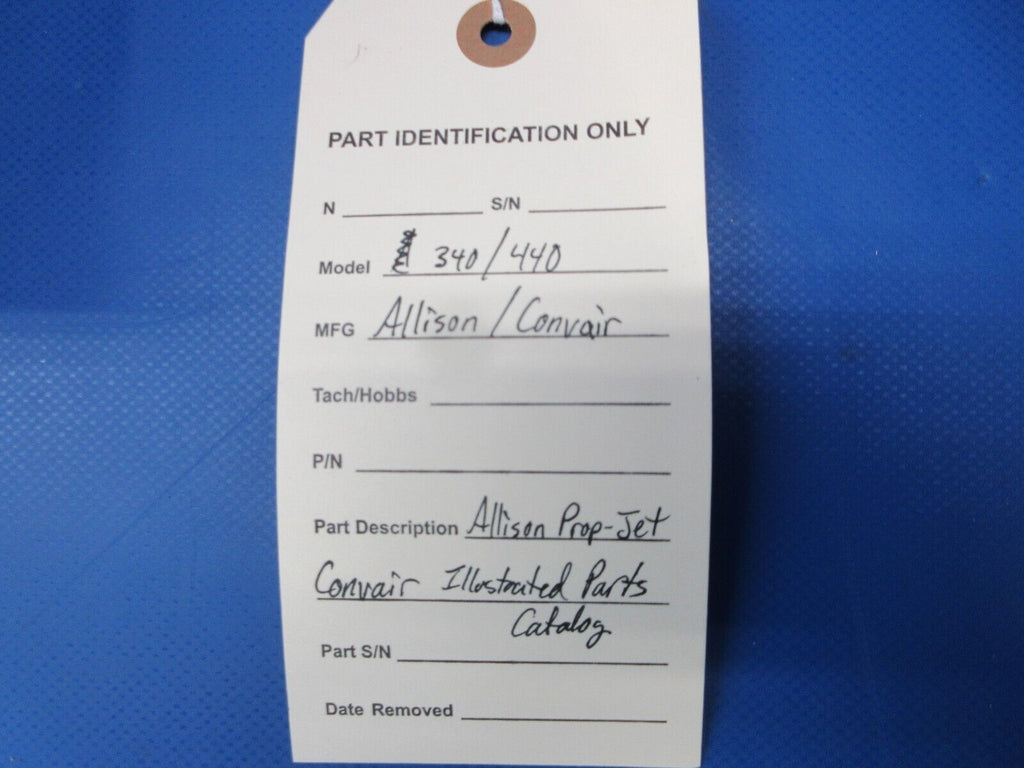 PART IDENTIFICATION ONLY
N S/N
Model 340/440
MFG Allison/Convair
Tach/Hobbs
P/N
Part Description Allison Prop-Jet
Convair Illustrated Parts
Catalog
Part S/N
Date Removed